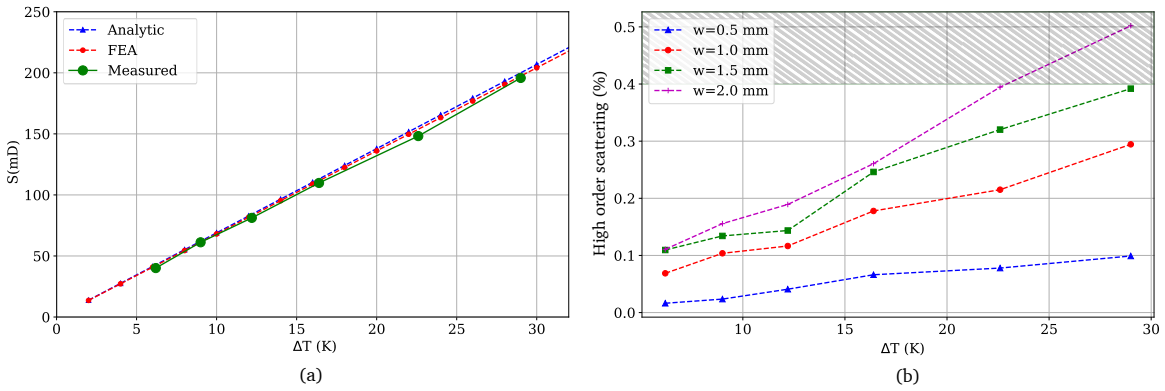 250
200
150
100
50
0
S(mD)
Analytic
FEA
Measured
0 5 10 15 20 25 30
ΔT (K)
(a)
0.5
0.4
0.3
0.2
0.1
0.0
High order scattering (%)
w=0.5 mm
w=1.0 mm
w=1.5 mm
w=2.0 mm
10 15 20 25 30
ΔT (K)
(b)